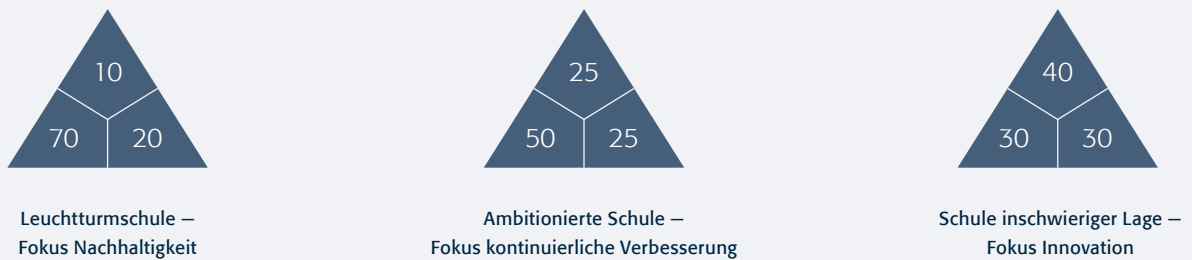 10
70 20
25
50 25
40
30 30
Leuchtturmschule –
Fokus Nachhaltigkeit
Ambitionierte Schule –
Fokus kontinuierliche Verbesserung
Schule inschwieriger Lage –
Fokus Innovation